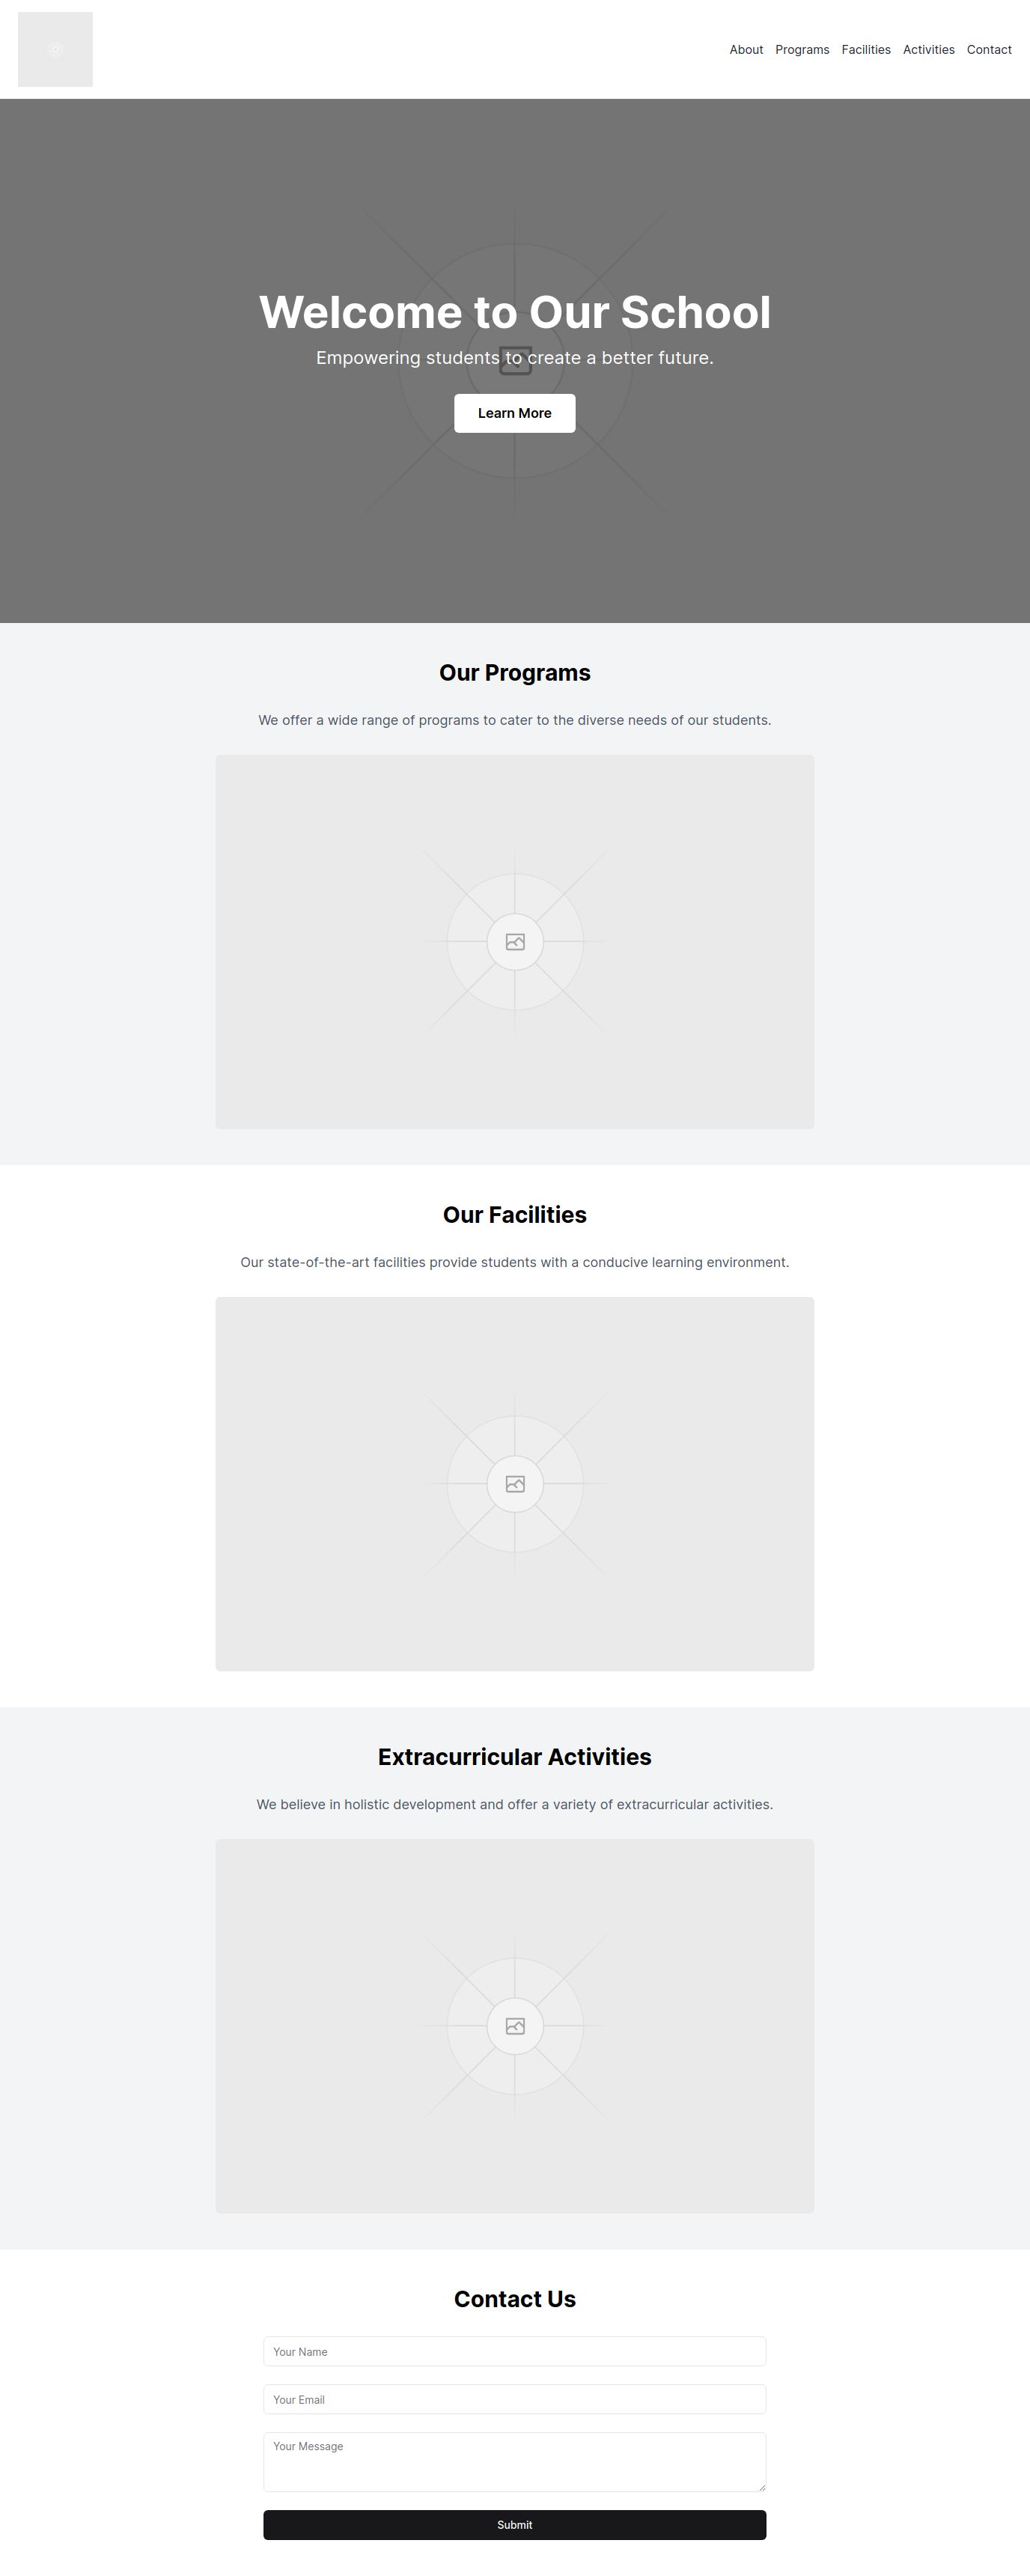 About Programs Facilities Activities Contact
Welcome to Our School
Empowering students to create a better future.
Learn More
Our Programs
We offer a wide range of programs to cater to the diverse needs of our students.
Our Facilities
Our state-of-the-art facilities provide students with a conducive learning environment.
Extracurricular Activities
We believe in holistic development and offer a variety of extracurricular activities.
Contact Us
Your Name
Your Email
Your Message
Submit